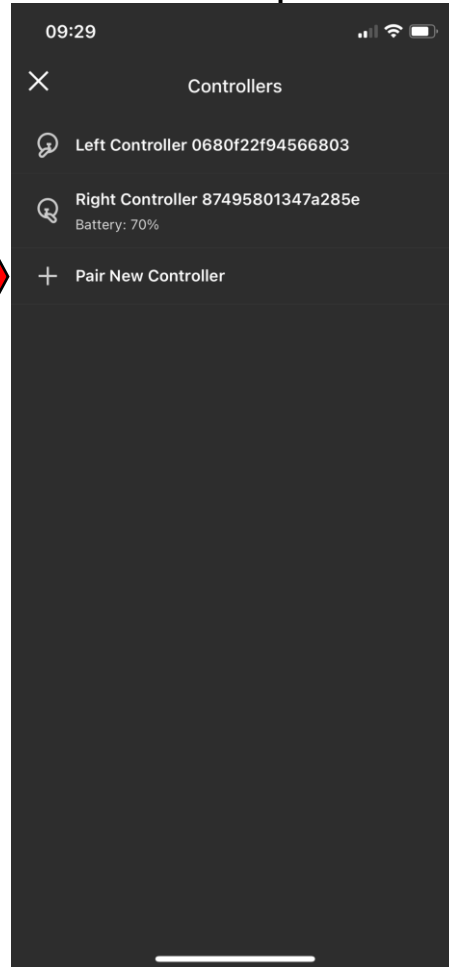 09:29
Controllers
Left Controller 0680f22f94566803
Right Controller 87495801347a285e
Battery: 70%
Pair New Controller